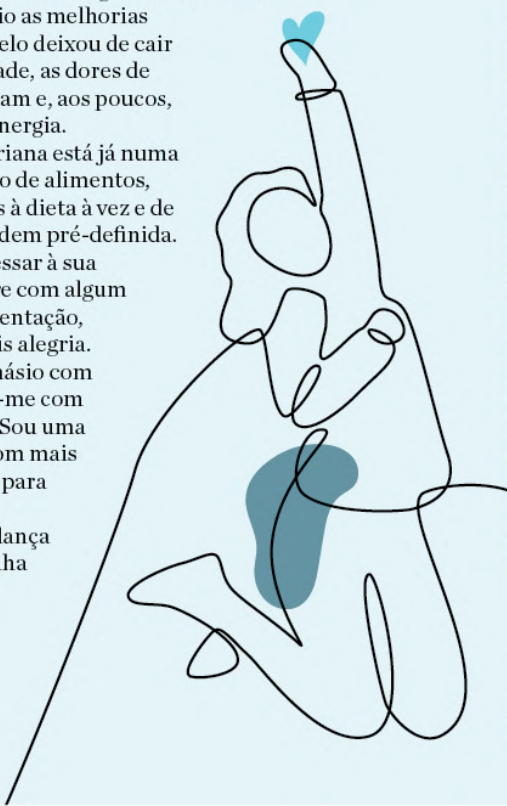 io as melhorias
elo deixou de cair
ade, as dores de
am e, aos poucos,
nergia.
riana está já numa
o de alimentos,
s à dieta à vez e de
dem pré-definida.
essar à sua
e com algum
entação,
is alegria.
násio com
-me com
Sou uma
om mais
para
lança
ha